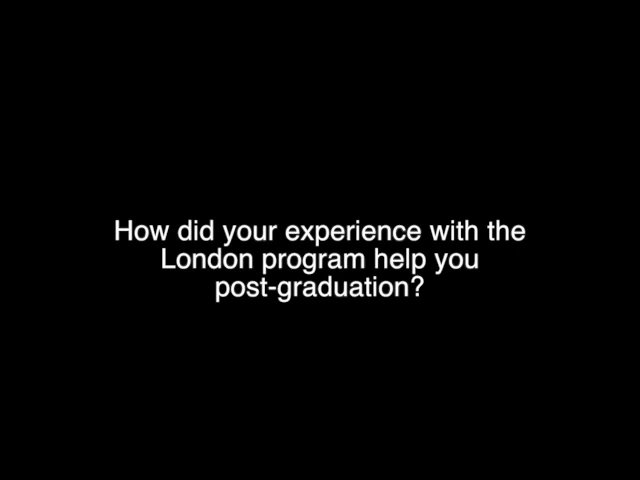 How did your experience with the
London program help you
post-graduation?